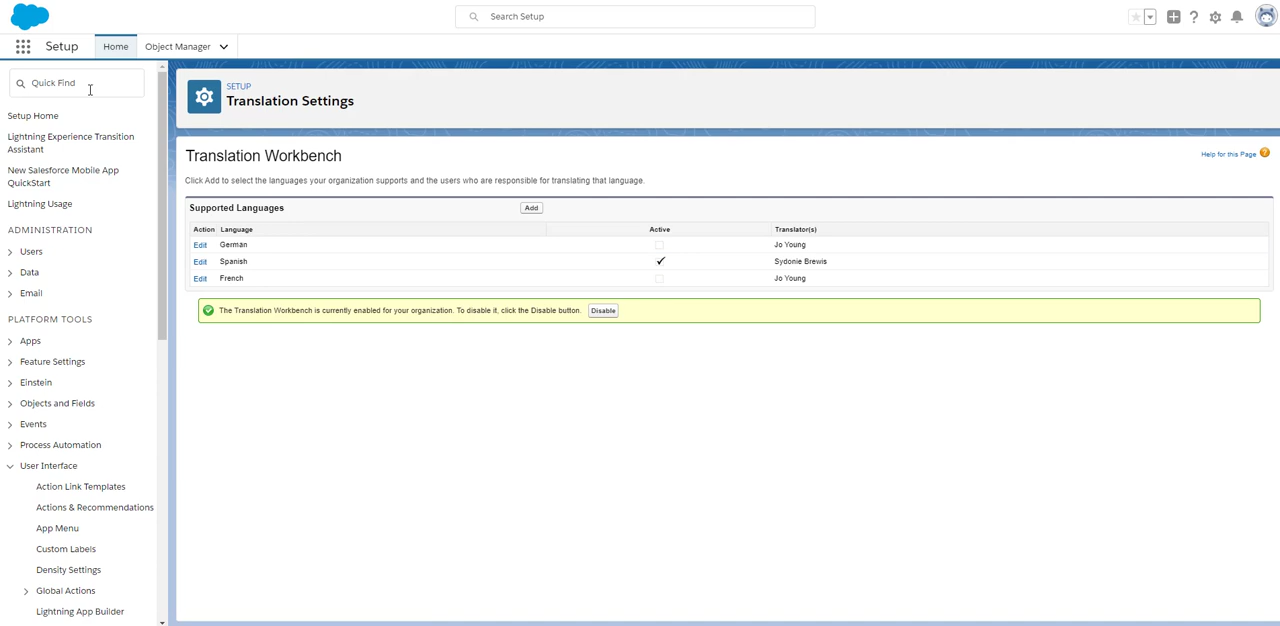 Search Setup
Setup
Home
Object Manager
Quick Find
Setup Home
Lightning Experience Transition
Assistant
New Salesforce Mobile App
QuickStart
Lightning Usage
ADMINISTRATION
Users
Data
Email
PLATFORM TOOLS
Apps
Feature Settings
Einstein
Objects and Fields
Events
Process Automation
User Interface
Action Link Templates
Actions & Recommendations
App Menu
Custom Labels
Density Settings
Global Actions
Lightning App Builder
SETUP
Translation Settings
Translation Workbench
Help for this Page
Click Add to select the languages your organization supports and the users who are responsible for translating that language.
Supported Languages Add
Action Language Active Translator(s)
Edit German Jo Young
Edit Spanish Sydonie Brewis
Edit French Jo Young
The Translation Workbench is currently enabled for your organization. To disable it, click the Disable button. Disable